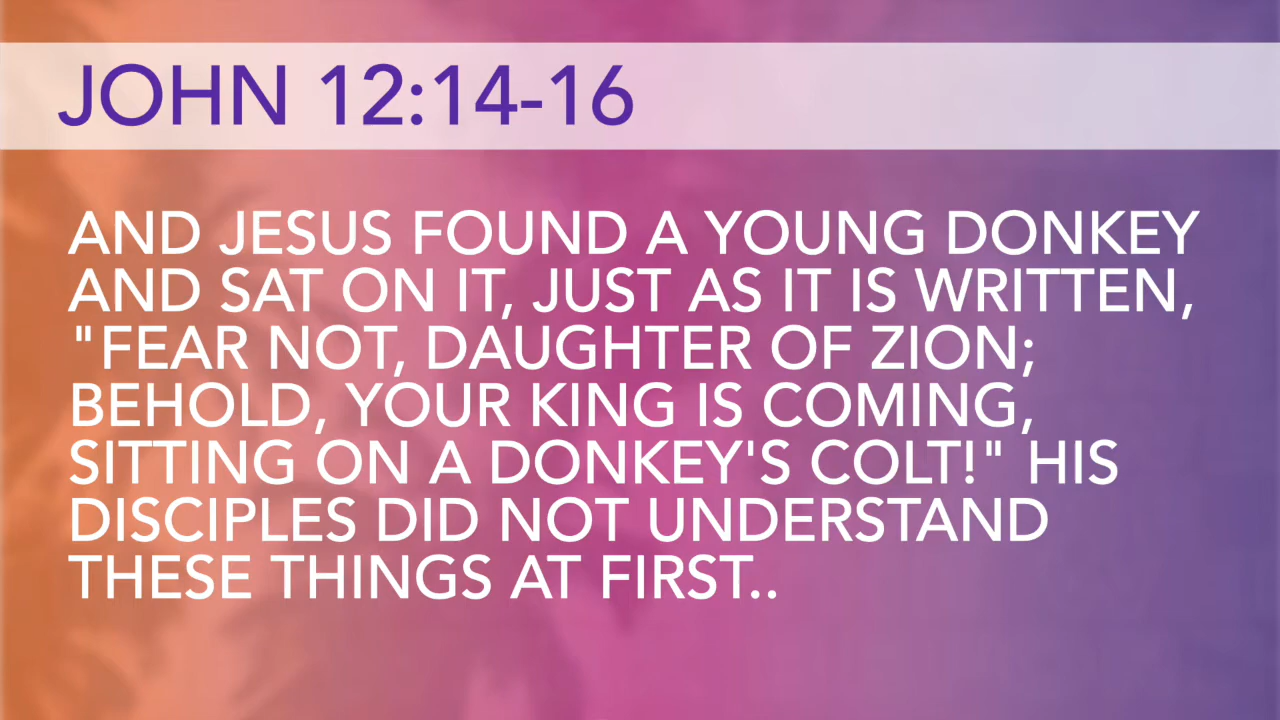 JOHN 12:14-16
AND JESUS FOUND A YOUNG DONKEY
AND SAT ON IT, JUST AS IT IS WRITTEN,
"FEAR NOT, DAUGHTER OF ZION;
BEHOLD, YOUR KING IS COMING,
SITTING ON A DONKEY'S COLT!" HIS
DISCIPLES DID NOT UNDERSTAND
THESE THINGS AT FIRST..